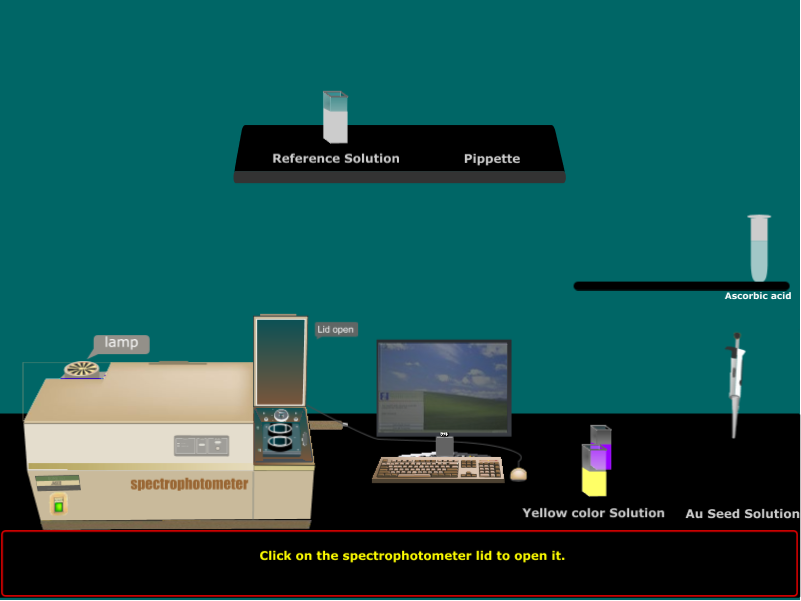 Reference Solution
Pippette
Ascorbic acid
Lid open
lamp
spectrophotometer
Yellow color Solution
Au Seed Solution
Click on the spectrophotometer lid to open it.